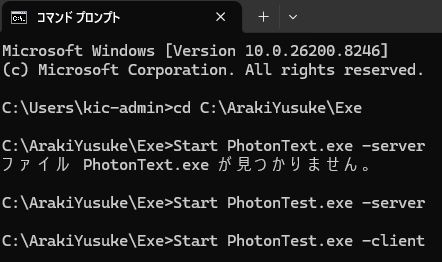 コマンド プロンプト
Microsoft Windows [Version 10.0.26200.8246]
(c) Microsoft Corporation. All rights reserved.
C:\Users\kic-admin>cd C:\ArakiYusuke\Exe
C:\ArakiYusuke\Exe>Start PhotonText.exe -server
ファイル PhotonText.exe が見つかりません。
C:\ArakiYusuke\Exe>Start PhotonTest.exe -server
C:\ArakiYusuke\Exe>Start PhotonTest.exe -client